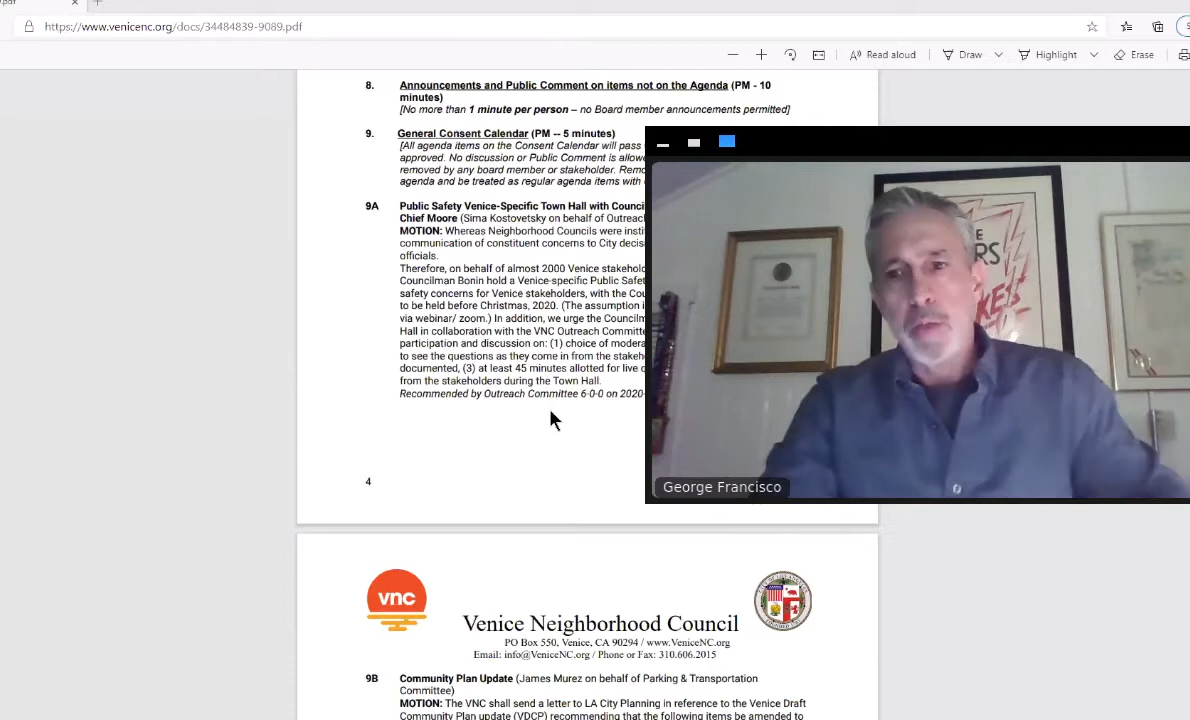 .pdf
https://www.venicenc.org/docs/34484839-9089.pdf
Read aloud
Draw
Highlight
Erase
8. Announcements and Public Comment on items not on the Agenda (PM - 10
minutes)
[No more than 1 minute per person – no Board member announcements permitted]
9. General Consent Calendar (PM -- 5 minutes)
[All agenda items on the Consent Calendar will pass
approved. No discussion or Public Comment is allow
removed by any board member or stakeholder. Remo
agenda and be treated as regular agenda items with
9A Public Safety Venice-Specific Town Hall with Counc
Chief Moore (Sima Kostovetsky on behalf of Outreac
MOTION: Whereas Neighborhood Councils were insti
communication of constituent concerns to City decis
officials.
Therefore, on behalf of almost 2000 Venice stakeholo
Councilman Bonin hold a Venice-specific Public Safet
safety concerns for Venice stakeholders, with the Cou
to be held before Christmas, 2020. (The assumption i
via webinar/ zoom.) In addition, we urge the Councilm
Hall in collaboration with the VNC Outreach Committe
participation and discussion on: (1) choice of modera
to see the questions as they come in from the stakeh
documented, (3) at least 45 minutes allotted for live c
from the stakeholders during the Town Hall.
Recommended by Outreach Committee 6-0-0 on 2020-
4
George Francisco
vnc
Venice Neighborhood Council
PO Box 550, Venice, CA 90294 / www.VeniceNC.org
Email: info@VeniceNC.org / Phone or Fax: 310.606.2015
9B Community Plan Update (James Murez on behalf of Parking & Transportation
Committee)
MOTION: The VNC shall send a letter to LA City Planning in reference to the Venice Draft
Community Plan update (VDCP) recommending that the following items be amended to